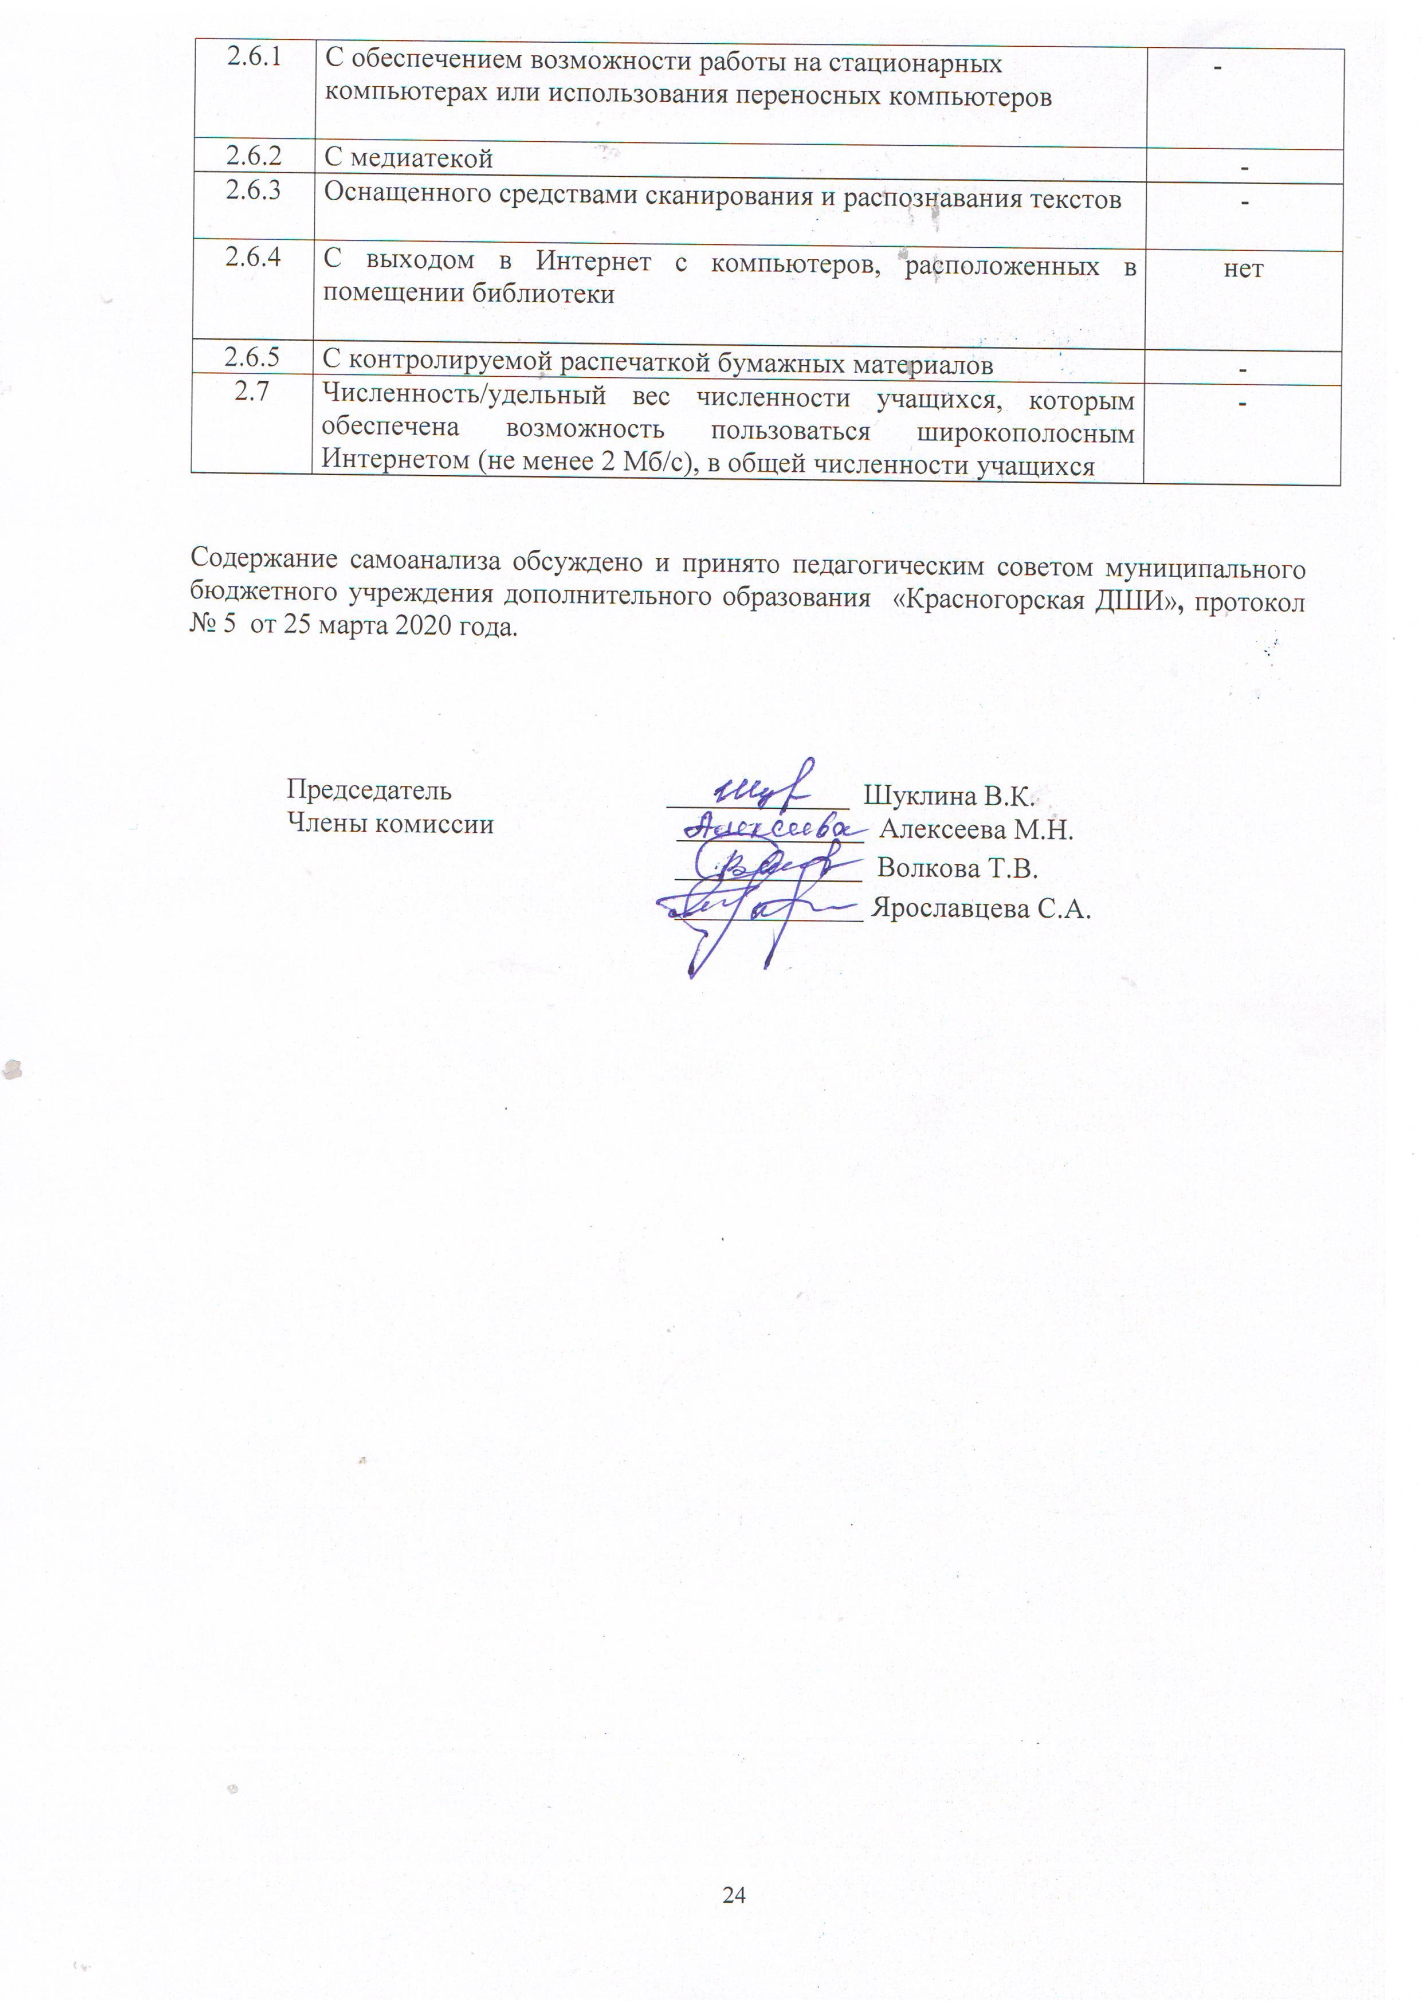 2.6.1 С обеспечением возможности работы на стационарных -
компьютерах или использования переносных компьютеров
2.6.2 С медиатекой -
2.6.3 Оснащенного средствами сканирования и распознавания текстов -
2.6.4 С выходом в Интернет с компьютеров, расположенных в нет
помещении библиотеки
2.6.5 С контролируемой распечаткой бумажных материалов -
2.7 Численность/удельный вес численности учащихся, которым -
обеспечена возможность пользоваться широкополосным
Интернетом (не менее 2 Мб/с), в общей численности учащихся
Содержание самоанализа обсуждено и принято педагогическим советом муниципального
бюджетного учреждения дополнительного образования «Красногорская ДШИ», протокол
№ 5 от 25 марта 2020 года.
Председатель Шуклина В.К.
Члены комиссии Алексеева Алексеева М.Н.
Волкова Т.В.
Ярославцева С.А.
24